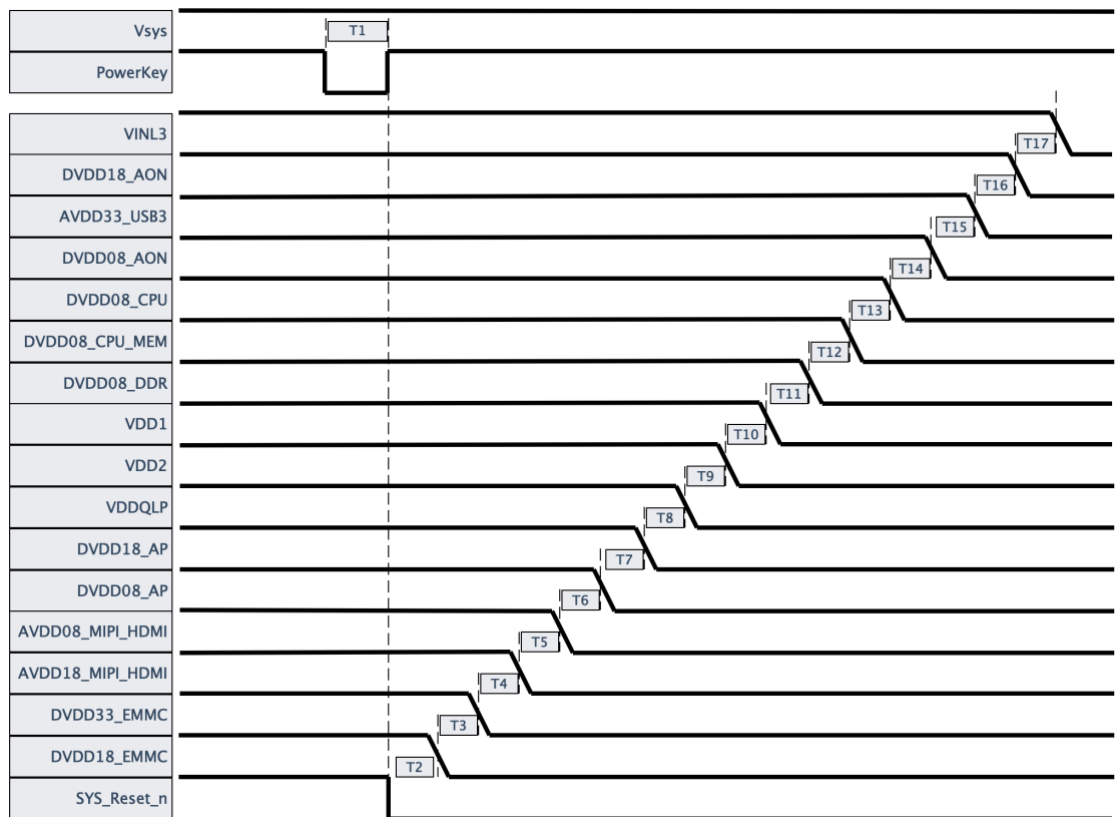 Vsys T1
PowerKey
VINL3 T17
DVDD18_AON T16
AVDD33_USB3 T15
DVDD08_AON T14
DVDD08_CPU T13
DVDD08_CPU_MEM T12
DVDD08_DDR T11
VDD1 T10
VDD2 T9
VDDQLP T8
DVDD18_AP T7
DVDD08_AP T6
AVDD08_MIPI_HDMI T5
AVDD18_MIPI_HDMI T4
DVDD33_EMMC T3
DVDD18_EMMC T2
SYS_Reset_n